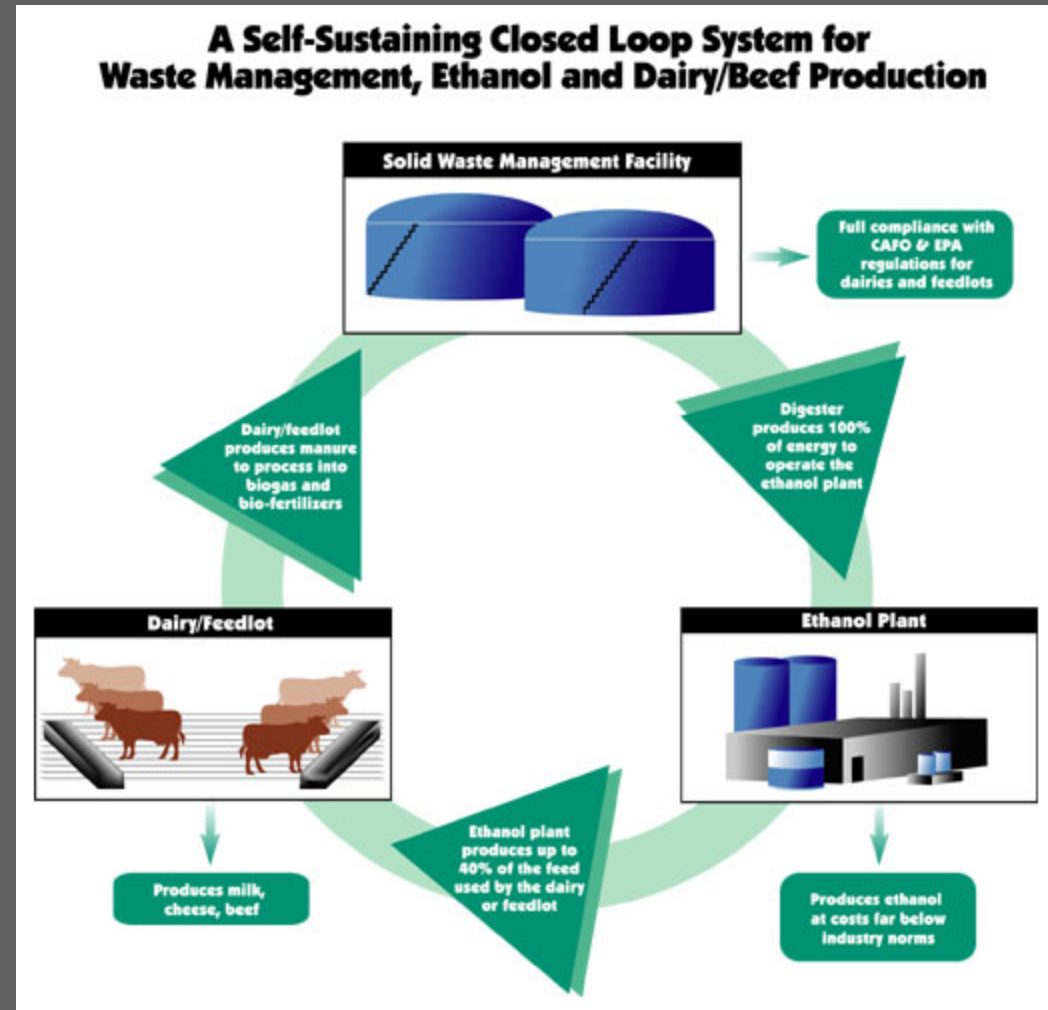 A Self-Sustaining Closed Loop System for
Waste Management, Ethanol and Dairy/Beef Production
Solid Waste Management Facility
Full compliance with
CAFO & EPA
regulations for
dairies and feedlots
Dairy/feedlot
produces manure
to process into
biogas and
bio-fertilizers
Digester
produces 100%
of energy to
operate the
ethanol plant
Dairy/Feedlot
Ethanol Plant
Ethanol plant
produces up to
40% of the feed
used by the dairy
or feedlot
Produces milk,
cheese, beef
Produces ethanol
at costs far below
industry norms